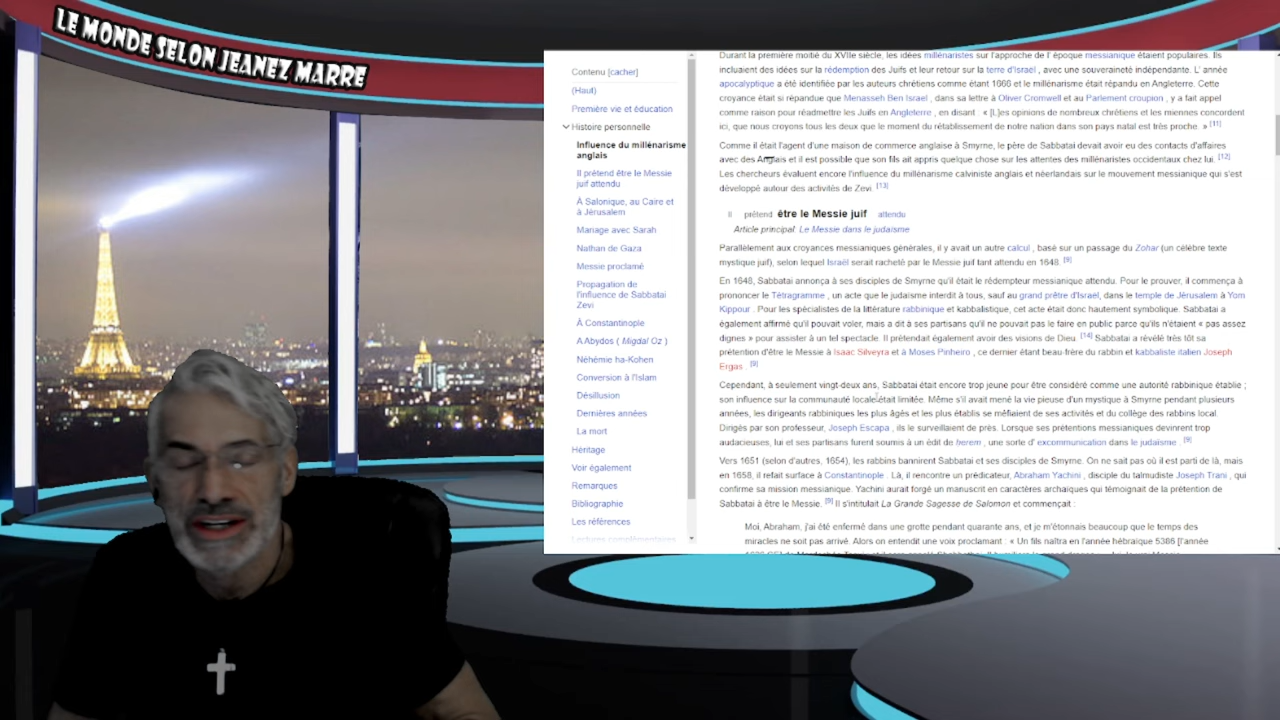 LE MONDE SELON JEANEZ MARRE
Contenu [cacher]
(Haut)
Première vie et éducation
Histoire personnelle
Influence du millénarisme
anglais
Il prétend être le Messie
juif attendu
À Salonique, au Caire et
à Jérusalem
Mariage avec Sarah
Nathan de Gaza
Messie proclamé
Propagation de
l'influence de Sabbatai
Zevi
À Constantinople
A Abydos ( Migdal Oz )
Néhémie ha-Kohen
Conversion à l'Islam
Désillusion
Dernières années
La mort
Héritage
Voir également
Remarques
Bibliographie
Les références
Lectures complémentaires
Durant la première moitié du XVIIe siècle, les idées millénaristes sur l'approche de l' époque messianique étaient populaires. Ils
incluaient des idées sur la rédemption des Juifs et leur retour sur la terre d'Israël , avec une souveraineté indépendante. L' année
apocalyptique a été identifiée par les auteurs chrétiens comme étant 1666 et le millénarisme était répandu en Angleterre. Cette
croyance était si répandue que Menasseh Ben Israel , dans sa lettre à Oliver Cromwell et au Parlement croupion , y a fait appel
comme raison pour réadmettre les Juifs en Angleterre , en disant : « [L]es opinions de nombreux chrétiens et les miennes concordent
ici, que nous croyons tous les deux que le moment du rétablissement de notre nation dans son pays natal est très proche. » [11]
Comme il était l'agent d'une maison de commerce anglaise à Smyrne, le père de Sabbatai devait avoir eu des contacts d'affaires
avec des Anglais et il est possible que son fils ait appris quelque chose sur les attentes des millénaristes occidentaux chez lui. [12]
Les chercheurs évaluent encore l'influence du millénarisme calviniste anglais et néerlandais sur le mouvement messianique qui s'est
développé autour des activités de Zevi. [13]
Il prétend être le Messie juif attendu
Article principal: Le Messie dans le judaïsme
Parallèlement aux croyances messianiques générales, il y avait un autre calcul , basé sur un passage du Zohar (un célèbre texte
mystique juif), selon lequel Israël serait racheté par le Messie juif tant attendu en 1648. [9]
En 1648, Sabbatai annonça à ses disciples de Smyrne qu'il était le rédempteur messianique attendu. Pour le prouver, il commença à
prononcer le Tétragramme , un acte que le judaïsme interdit à tous, sauf au grand prêtre d'Israël, dans le temple de Jérusalem à Yom
Kippour . Pour les spécialistes de la littérature rabbinique et kabbalistique, cet acte était donc hautement symbolique. Sabbatai a
également affirmé qu'il pouvait voler, mais a dit à ses partisans qu'il ne pouvait pas le faire en public parce qu'ils n'étaient « pas assez
dignes » pour assister à un tel spectacle. Il prétendait également avoir des visions de Dieu. [14] Sabbatai a révélé très tôt sa
prétention d'être le Messie à Isaac Silveyra et à Moses Pinheiro , ce dernier étant beau-frère du rabbin et kabbaliste italien Joseph
Ergas . [9]
Cependant, à seulement vingt-deux ans, Sabbatai était encore trop jeune pour être considéré comme une autorité rabbinique établie ;
son influence sur la communauté locale était limitée. Même s'il avait mené la vie pieuse d'un mystique à Smyrne pendant plusieurs
années, les dirigeants rabbiniques les plus âgés et les plus établis se méfiaient de ses activités et du collège des rabbins local.
Dirigés par son professeur, Joseph Escapa , ils le surveillaient de près. Lorsque ses prétentions messianiques devinrent trop
audacieuses, lui et ses partisans furent soumis à un édit de herem , une sorte d' excommunication dans le judaïsme . [9]
Vers 1651 (selon d'autres, 1654), les rabbins bannirent Sabbatai et ses disciples de Smyrne. On ne sait pas où il est parti de là, mais
en 1658, il refait surface à Constantinople . Là, il rencontre un prédicateur, Abraham Yachini , disciple du talmudiste Joseph Trani , qui
confirme sa mission messianique. Yachini aurait forgé un manuscrit en caractères archaïques qui témoignait de la prétention de
Sabbatai à être le Messie. [9] Il s'intitulait La Grande Sagesse de Salomon et commençait :
Moi, Abraham, j'ai été enfermé dans une grotte pendant quarante ans, et je m'étonnais beaucoup que le temps des
miracles ne soit pas arrivé. Alors on entendit une voix proclamant : « Un fils naîtra en l'année hébraïque 5386 [l'année